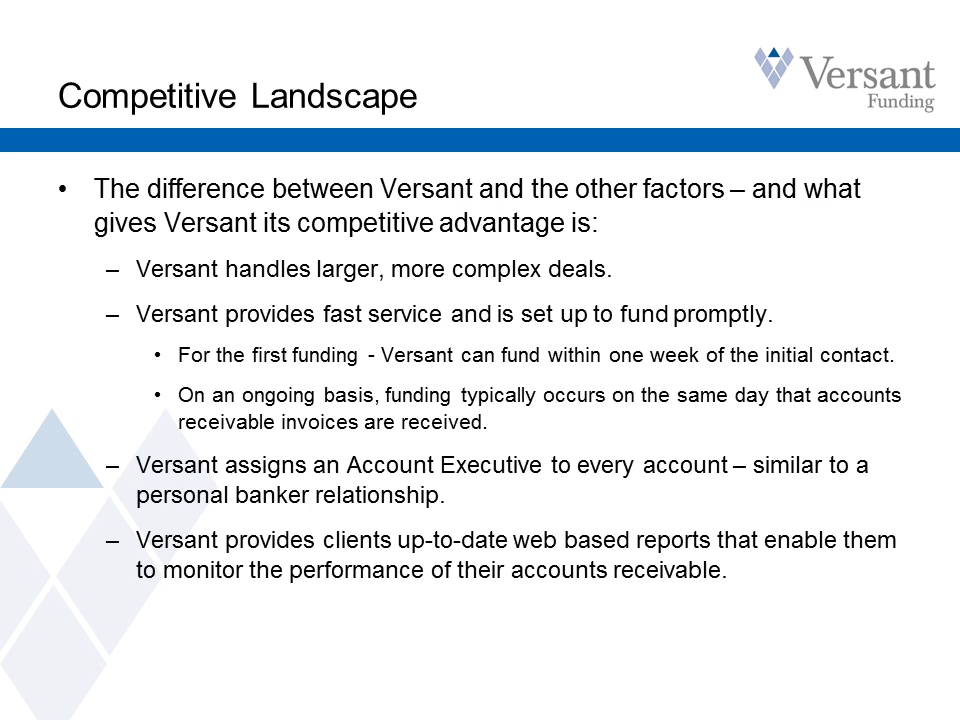 Versant
Funding
Competitive Landscape
• The difference between Versant and the other factors – and what
gives Versant its competitive advantage is:
– Versant handles larger, more complex deals.
– Versant provides fast service and is set up to fund promptly.
• For the first funding - Versant can fund within one week of the initial contact.
• On an ongoing basis, funding typically occurs on the same day that accounts
receivable invoices are received.
– Versant assigns an Account Executive to every account – similar to a
personal banker relationship.
– Versant provides clients up-to-date web based reports that enable them
to monitor the performance of their accounts receivable.